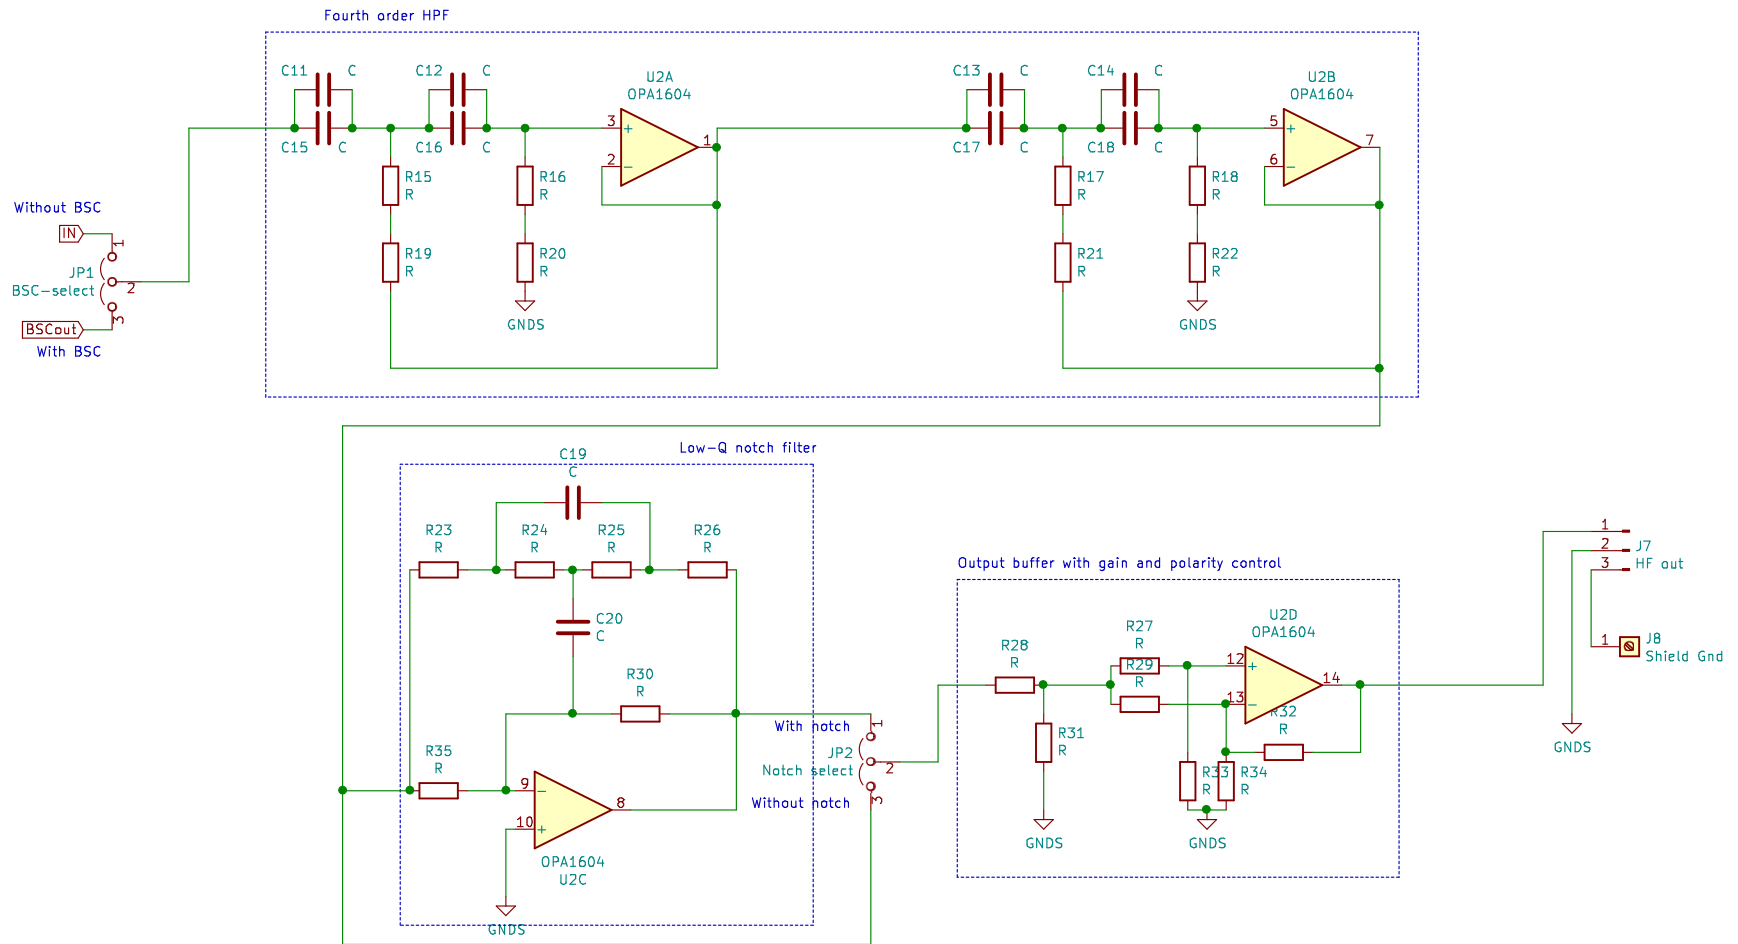 Fourth order HPF
C11 C
C12 C
U2A
OPA1604
C13 C
C14 C
U2B
OPA1604
3 +
1
2 −
5 +
7
6 −
C15 C
C16 C
C17 C
C18 C
R15
R
R16
R
R17
R
R18
R
R19
R
R20
R
R21
R
R22
R
GNDS
GNDS
Without BSC
IN
1
JP1
BSC-select
2
3
BSCout
With BSC
Low-Q notch filter
C19
C
R23
R
R24
R
R25
R
R26
R
C20
C
R30
R
R35
R
9 −
8
10 +
OPA1604
U2C
GNDS
With notch
1
JP2
Notch select
2
Without notch
3
Output buffer with gain and polarity control
R28
R
R27
R
R29
R
U2D
OPA1604
12 +
14
13 −
R32
R
R31
R
R33
R
R34
R
GNDS
GNDS
1
2
3
J7
HF out
1
J8
Shield Gnd
GNDS